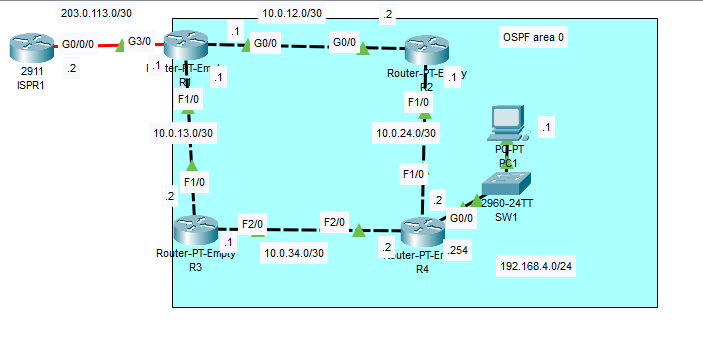 203.0.113.0/30
10.0.12.0/30
.2
.1
OSPF area 0
G0/0/0
G3/0
G0/0
G0/0
.2
.1
2911
ISPR1
R1
.1
Router-PT-Empty
R2
.1
F1/0
F1/0
.1
PC-PT
PC1
10.0.13.0/30
10.0.24.0/30
F1/0
F1/0
.2
.2
2960-24TT
SW1
G0/0
F2/0
F2/0
.1
.2
.254
Router-PT-Empty
R3
10.0.34.0/30
Router-PT-Empty
R4
192.168.4.0/24